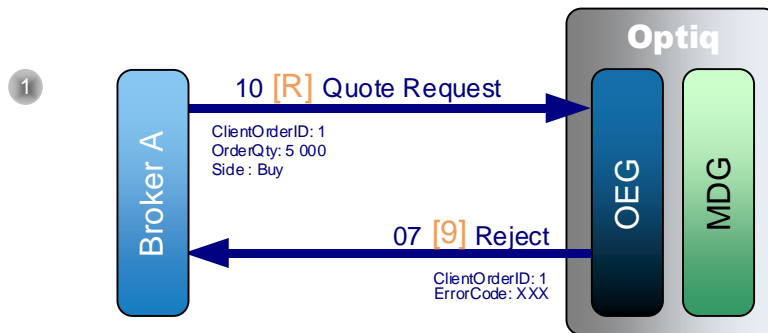 Optiq
1
10 [R] Quote Request
ClientOrderID: 1
OrderQty: 5 000
Side : Buy
Broker A
OEG
MDG
07 [9] Reject
ClientOrderID: 1
ErrorCode: XXX